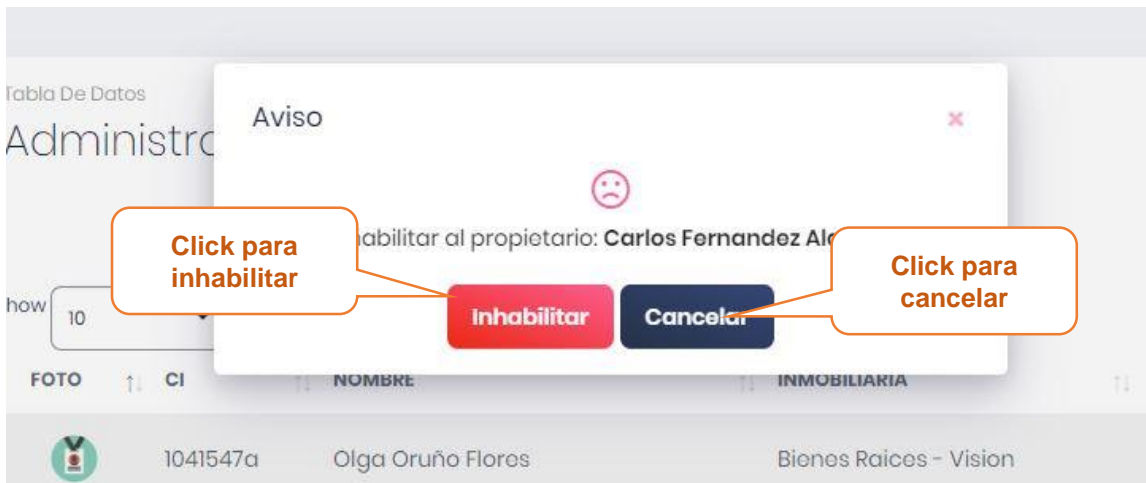 Tabla De Datos
Administra
Aviso
×
habilitar al propietario: Carlos Fernandez Al
Click para
inhabilitar
Click para
cancelar
how 10
Inhabilitar Cancelar
FOTO CI NOMBRE INMOBILIARIA
1041547a Olga Oruño Flores Bienes Raices - Vision